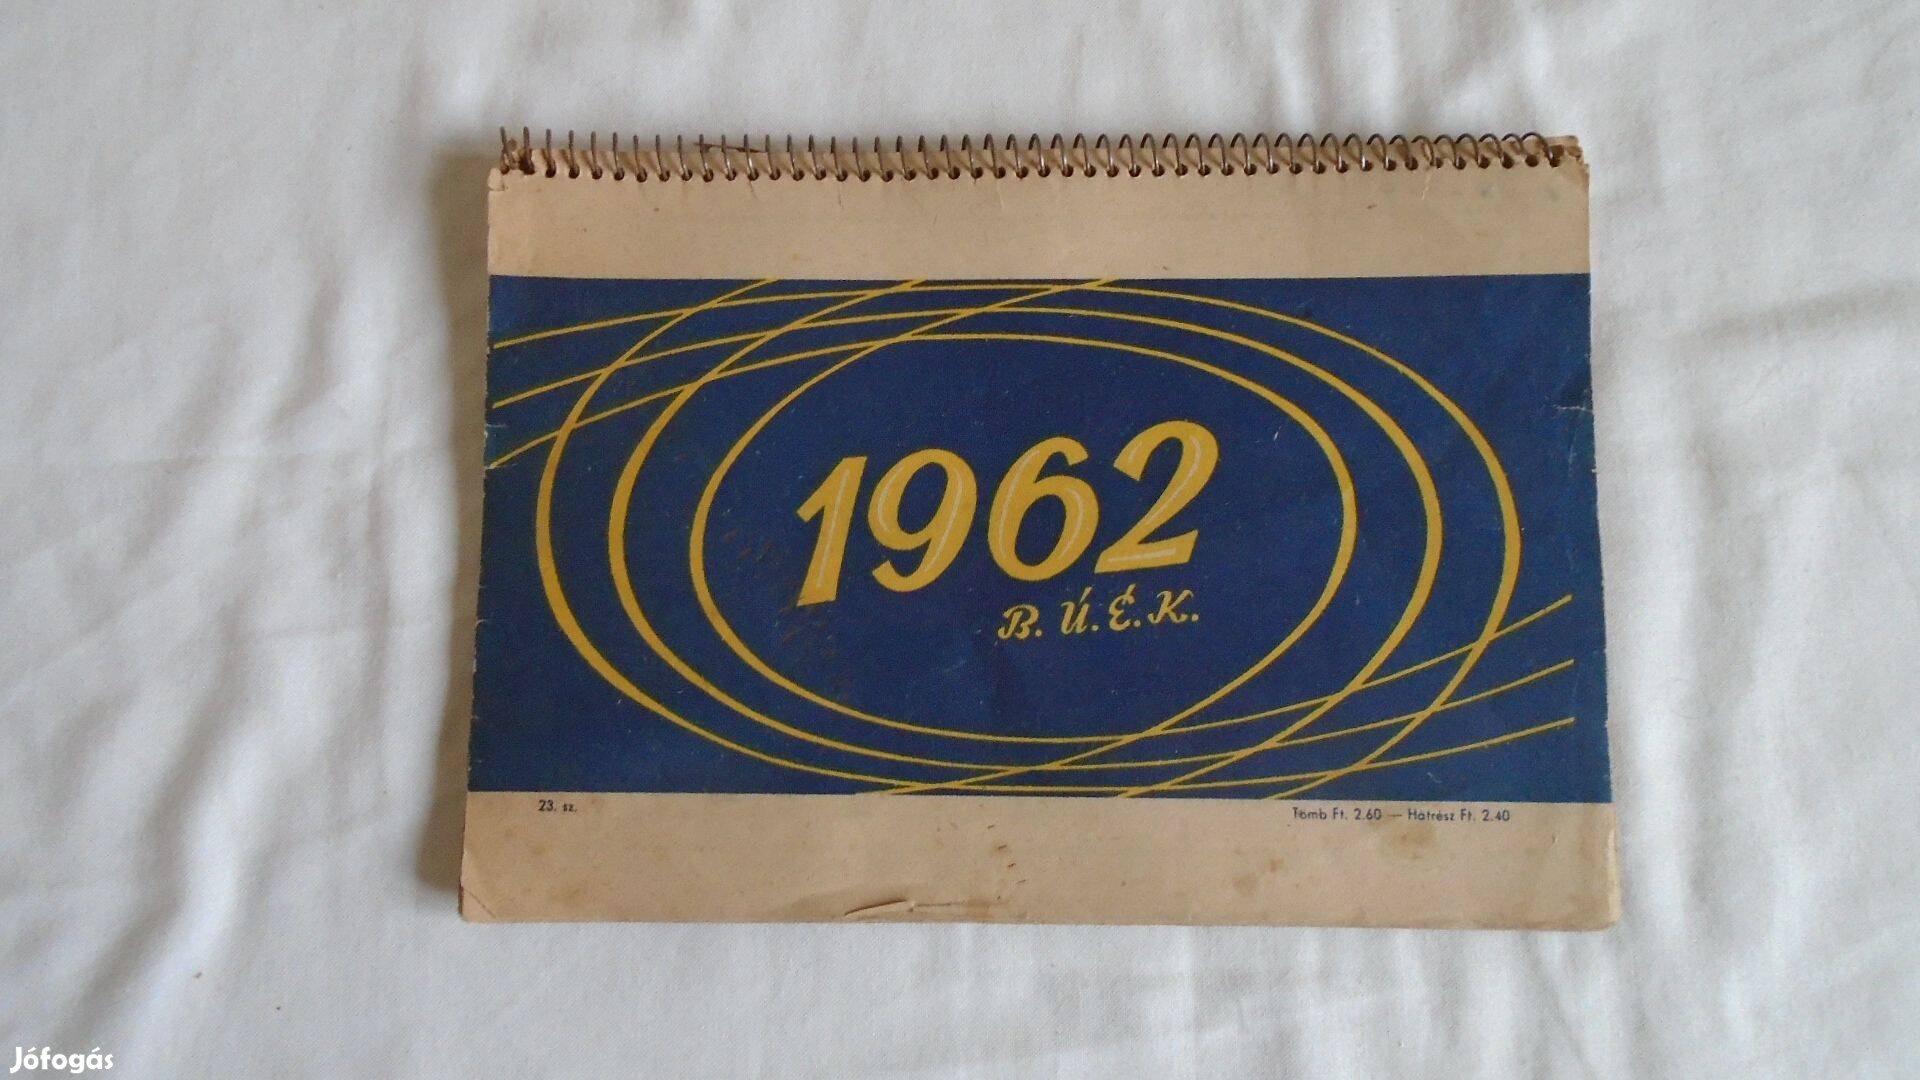 1962
B. Ú. É. K.
23. sz.
Tömb Ft. 2.60 — Hátrész Ft. 2.40
Jófogás